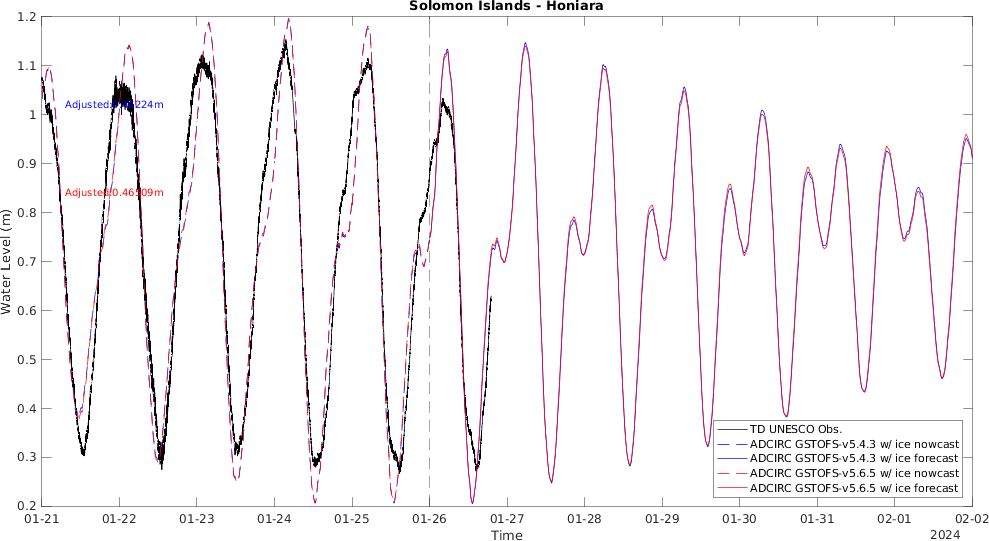 Solomon Islands - Honiara
1.2
1.1
1
0.9
0.8
0.7
0.6
0.5
0.4
0.3
0.2
Water Level (m)
Adjusted:0.46509m
TD UNESCO Obs.
ADCIRC GSTOFS-v5.4.3 w/ ice nowcast
ADCIRC GSTOFS-v5.4.3 w/ ice forecast
ADCIRC GSTOFS-v5.6.5 w/ ice nowcast
ADCIRC GSTOFS-v5.6.5 w/ ice forecast
01-21 01-22 01-23 01-24 01-25 01-26 01-27 01-28 01-29 01-30 01-31 02-01 02-02
Time
2024